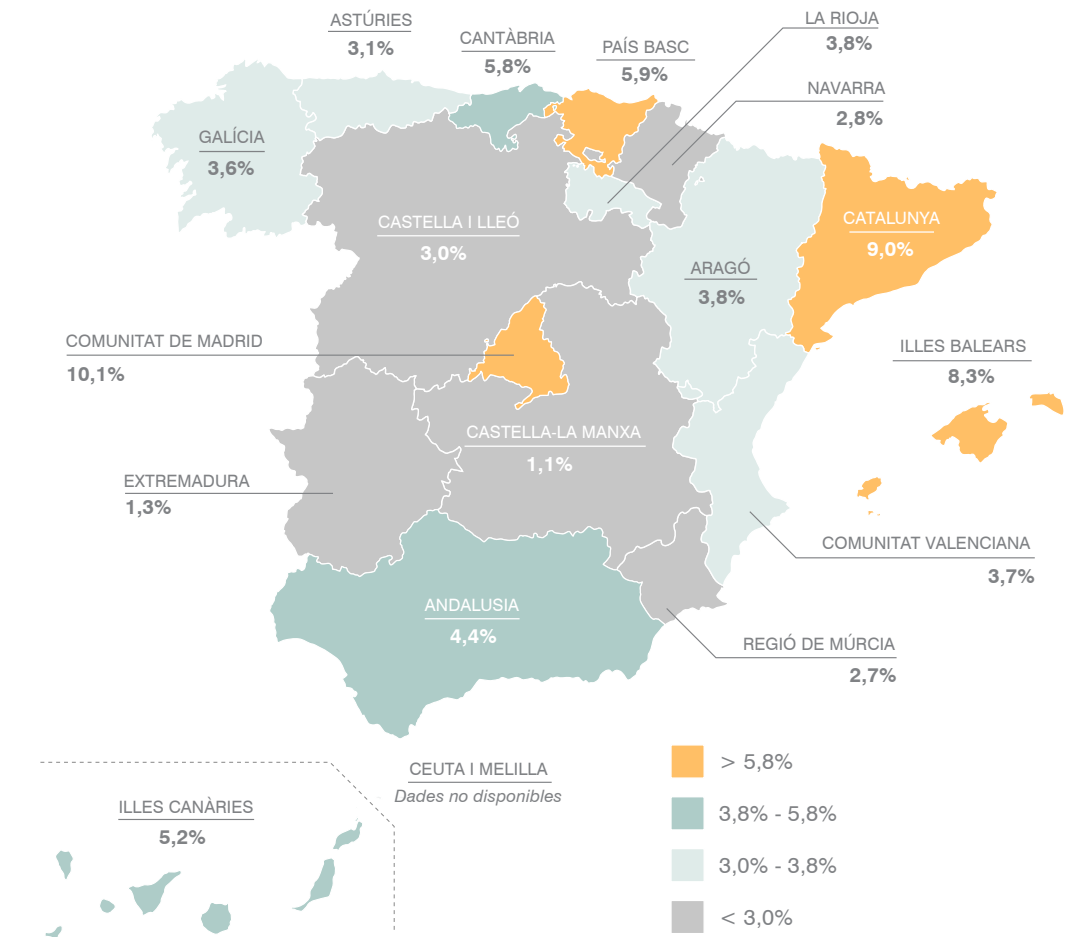 ASTÚRIES
3,1%
CANTÀBRIA
5,8%
PAÍS BASC
5,9%
LA RIOJA
3,8%
NAVARRA
2,8%
GALÍCIA
3,6%
CASTELLA I LLEÓ
3,0%
CATALUNYA
9,0%
ARAGÓ
3,8%
COMUNITAT DE MADRID
10,1%
ILLES BALEARS
8,3%
CASTELLA-LA MANXA
1,1%
EXTREMADURA
1,3%
COMUNITAT VALENCIANA
3,7%
ANDALUSIA
4,4%
REGIÓ DE MÚRCIA
2,7%
CEUTA I MELILLA
Dades no disponibles
ILLES CANÀRIES
5,2%
> 5,8%
3,8% - 5,8%
3,0% - 3,8%
< 3,0%